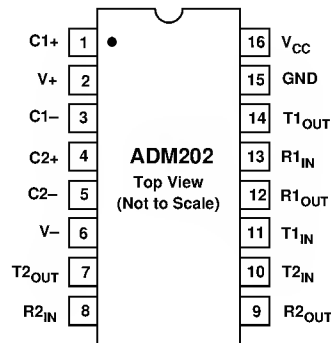 C1+ 1 16 VCC
V+ 2 15 GND
C1– 3 14 T1OUT
C2+ 4 13 R1IN
C2– 5 12 R1OUT
V– 6 11 T1IN
T2OUT 7 10 T2IN
R2IN 8 9 R2OUT
ADM202
Top View
(Not to Scale)